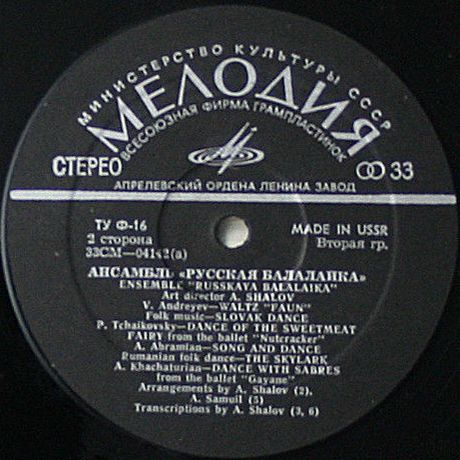 МИНИСТЕРСТВО КУЛЬТУРЫ СССР
МЕЛОДИЯ
ВСЕСОЮЗНАЯ ФИРМА ГРАМПЛАСТИНОК
СТЕРЕО
33
АПРЕЛЕВСКИЙ ОРДЕНА ЛЕНИНА ЗАВОД
ТУ Ф-16
MADE IN USSR
2 сторона
Вторая гр.
33СМ—04142(a)
АНСАМБЛЬ «РУССКАЯ БАЛАЛАЙКА»
ENSEMBLE "RUSSKAYA BALALAIKA"
Art director A. SHALOV
V. Andreyev—WALTZ "FAUN"
Folk music—SLOVAK DANCE
P. Tchaikovsky—DANCE OF THE SWEETMEAT
FAIRY from the ballet "Nutcracker"
A. Abramian—SONG AND DANCE
Rumanian folk dance—THE SKYLARK
A. Khachaturian—DANCE WITH SABRES
from the ballet "Gayane"
Arrangements by A. Shalov (2),
A. Samuil (5)
Transcriptions by A. Shalov (3, 6)